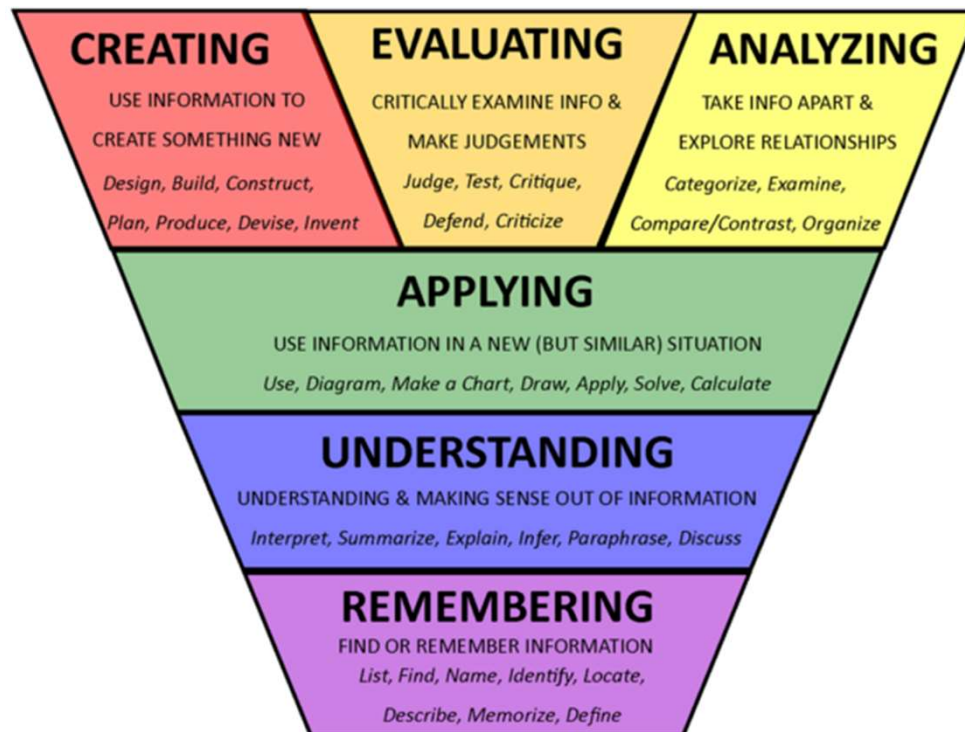 CREATING
USE INFORMATION TO
CREATE SOMETHING NEW
Design, Build, Construct,
Plan, Produce, Devise, Invent
EVALUATING
CRITICALLY EXAMINE INFO &
MAKE JUDGEMENTS
Judge, Test, Critique,
Defend, Criticize
ANALYZING
TAKE INFO APART &
EXPLORE RELATIONSHIPS
Categorize, Examine,
Compare/Contrast, Organize
APPLYING
USE INFORMATION IN A NEW (BUT SIMILAR) SITUATION
Use, Diagram, Make a Chart, Draw, Apply, Solve, Calculate
UNDERSTANDING
UNDERSTANDING & MAKING SENSE OUT OF INFORMATION
Interpret, Summarize, Explain, Infer, Paraphrase, Discuss
REMEMBERING
FIND OR REMEMBER INFORMATION
List, Find, Name, Identify, Locate,
Describe, Memorize, Define